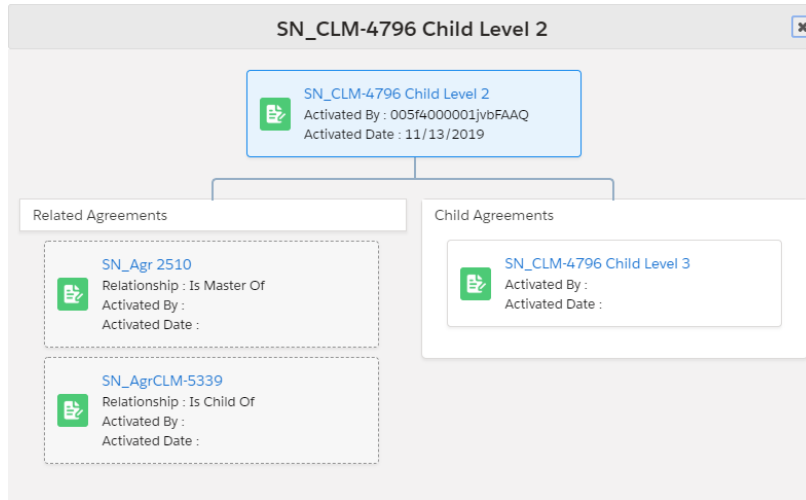 SN_CLM-4796 Child Level 2
SN_CLM-4796 Child Level 2
Activated By : 005f4000001jvbFAAQ
Activated Date : 11/13/2019
Related Agreements
SN_Agr 2510
Relationship : Is Master Of
Activated By :
Activated Date :
SN_AgrCLM-5339
Relationship : Is Child Of
Activated By :
Activated Date :
Child Agreements
SN_CLM-4796 Child Level 3
Activated By :
Activated Date :